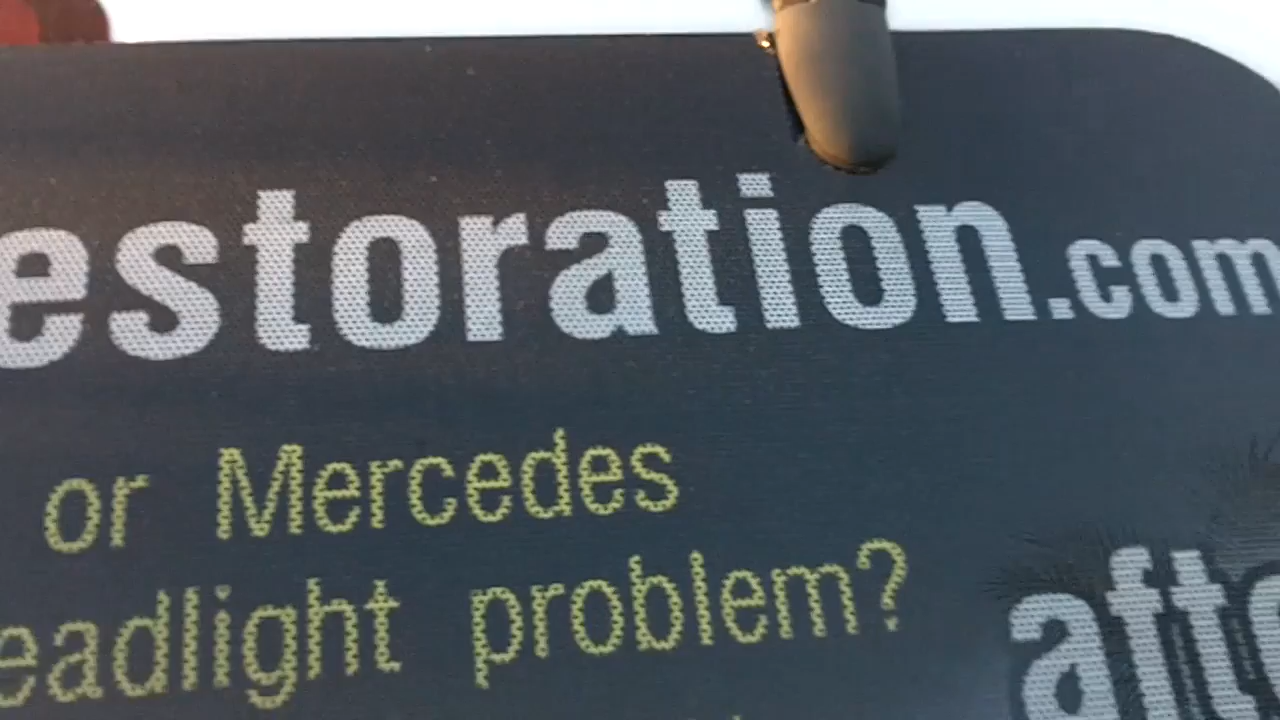 estoration.com
or Mercedes
eadlight problem?
afte